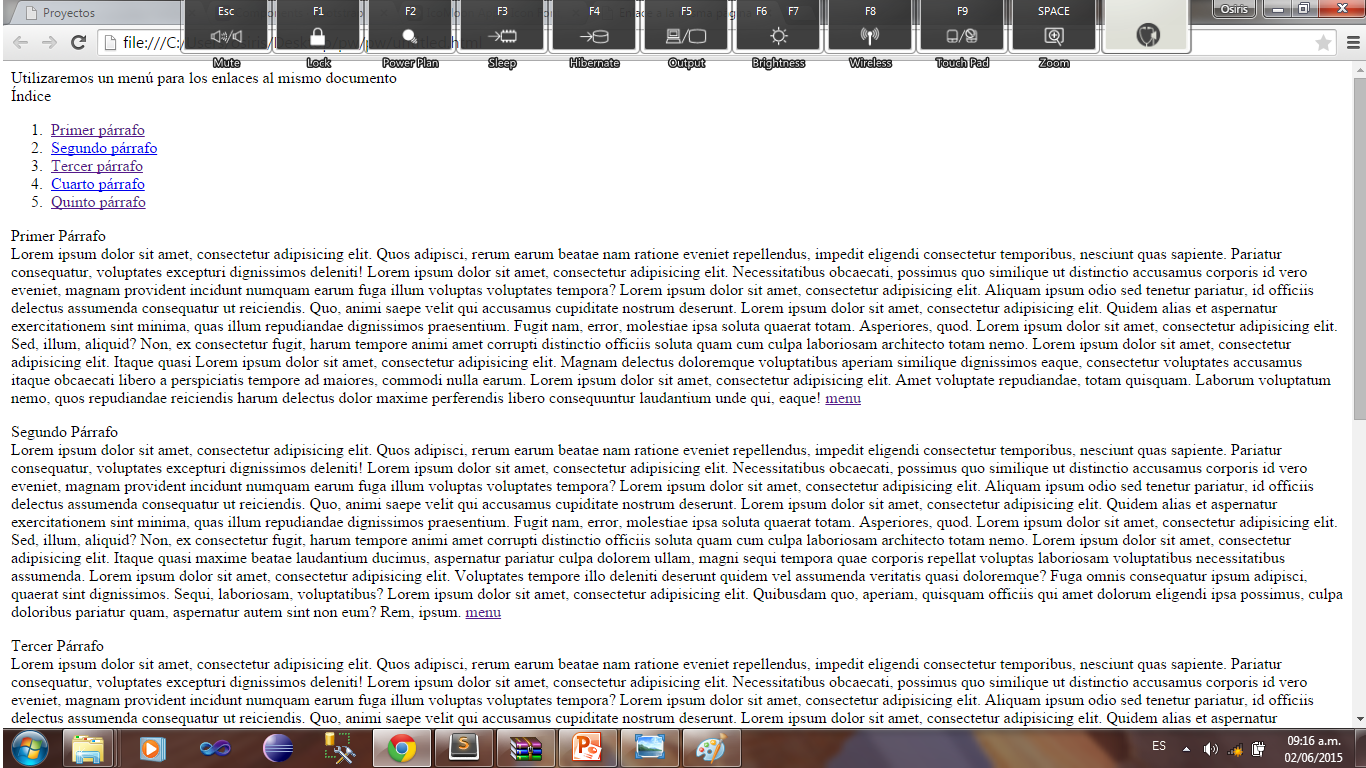 Esc F1 F2 F3 F4 F5 F6 F7 F8 F9 SPACE
Mute Lock Power Plan Sleep Hibernate Output Brightness Wireless Touch Pad Zoom
Proyectos
Osiris
file:///C:
Utilizaremos un menú para los enlaces al mismo documento
Índice
1. Primer párrafo
2. Segundo párrafo
3. Tercer párrafo
4. Cuarto párrafo
5. Quinto párrafo
Primer Párrafo
Lorem ipsum dolor sit amet, consectetur adipisicing elit. Quos adipisci, rerum earum beatae nam ratione eveniet repellendus, impedit eligendi consectetur temporibus, nesciunt quas sapiente. Pariatur
consequatur, voluptates excepturi dignissimos deleniti! Lorem ipsum dolor sit amet, consectetur adipisicing elit. Necessitatibus obcaecati, possimus quo similique ut distinctio accusamus corporis id vero
eveniet, magnam provident incidunt numquam earum fuga illum voluptas voluptates tempora? Lorem ipsum dolor sit amet, consectetur adipisicing elit. Aliquam ipsum odio sed tenetur pariatur, id officiis
delectus assumenda consequatur ut reiciendis. Quo, animi saepe velit qui accusamus cupiditate nostrum deserunt. Lorem ipsum dolor sit amet, consectetur adipisicing elit. Quidem alias et aspernatur
exercitationem sint minima, quas illum repudiandae dignissimos praesentium. Fugit nam, error, molestiae ipsa soluta quaerat totam. Asperiores, quod. Lorem ipsum dolor sit amet, consectetur adipisicing elit.
Sed, illum, aliquid? Non, ex consectetur fugit, harum tempore animi amet corrupti distinctio officiis soluta quam cum culpa laboriosam architecto totam nemo. Lorem ipsum dolor sit amet, consectetur
adipisicing elit. Itaque quasi Lorem ipsum dolor sit amet, consectetur adipisicing elit. Magnam delectus doloremque voluptatibus aperiam similique dignissimos eaque, consectetur voluptates accusamus
itaque obcaecati libero a perspiciatis tempore ad maiores, commodi nulla earum. Lorem ipsum dolor sit amet, consectetur adipisicing elit. Amet voluptate repudiandae, totam quisquam. Laborum voluptatum
nemo, quos repudiandae reiciendis harum delectus dolor maxime perferendis libero consequuntur laudantium unde qui, eaque! menu
Segundo Párrafo
Lorem ipsum dolor sit amet, consectetur adipisicing elit. Quos adipisci, rerum earum beatae nam ratione eveniet repellendus, impedit eligendi consectetur temporibus, nesciunt quas sapiente. Pariatur
consequatur, voluptates excepturi dignissimos deleniti! Lorem ipsum dolor sit amet, consectetur adipisicing elit. Necessitatibus obcaecati, possimus quo similique ut distinctio accusamus corporis id vero
eveniet, magnam provident incidunt numquam earum fuga illum voluptas voluptates tempora? Lorem ipsum dolor sit amet, consectetur adipisicing elit. Aliquam ipsum odio sed tenetur pariatur, id officiis
delectus assumenda consequatur ut reiciendis. Quo, animi saepe velit qui accusamus cupiditate nostrum deserunt. Lorem ipsum dolor sit amet, consectetur adipisicing elit. Quidem alias et aspernatur
exercitationem sint minima, quas illum repudiandae dignissimos praesentium. Fugit nam, error, molestiae ipsa soluta quaerat totam. Asperiores, quod. Lorem ipsum dolor sit amet, consectetur adipisicing elit.
Sed, illum, aliquid? Non, ex consectetur fugit, harum tempore animi amet corrupti distinctio officiis soluta quam cum culpa laboriosam architecto totam nemo. Lorem ipsum dolor sit amet, consectetur
adipisicing elit. Itaque quasi maxime beatae laudantium ducimus, aspernatur pariatur culpa dolorem ullam, magni sequi tempora quae corporis repellat voluptas laboriosam voluptatibus necessitatibus
assumenda. Lorem ipsum dolor sit amet, consectetur adipisicing elit. Voluptates tempore illo deleniti deserunt quidem vel assumenda veritatis quasi doloremque? Fuga omnis consequatur ipsum adipisci,
quaerat sint dignissimos. Sequi, laboriosam, voluptatibus? Lorem ipsum dolor sit amet, consectetur adipisicing elit. Quibusdam quo, aperiam, quisquam officiis qui amet dolorum eligendi ipsa possimus, culpa
doloribus pariatur quam, aspernatur autem sint non eum? Rem, ipsum. menu
Tercer Párrafo
Lorem ipsum dolor sit amet, consectetur adipisicing elit. Quos adipisci, rerum earum beatae nam ratione eveniet repellendus, impedit eligendi consectetur temporibus, nesciunt quas sapiente. Pariatur
consequatur, voluptates excepturi dignissimos deleniti! Lorem ipsum dolor sit amet, consectetur adipisicing elit. Necessitatibus obcaecati, possimus quo similique ut distinctio accusamus corporis id vero
eveniet, magnam provident incidunt numquam earum fuga illum voluptas voluptates tempora? Lorem ipsum dolor sit amet, consectetur adipisicing elit. Aliquam ipsum odio sed tenetur pariatur, id officiis
delectus assumenda consequatur ut reiciendis. Quo, animi saepe velit qui accusamus cupiditate nostrum deserunt. Lorem ipsum dolor sit amet, consectetur adipisicing elit. Quidem alias et aspernatur
ES
09:16 a.m.
02/06/2015